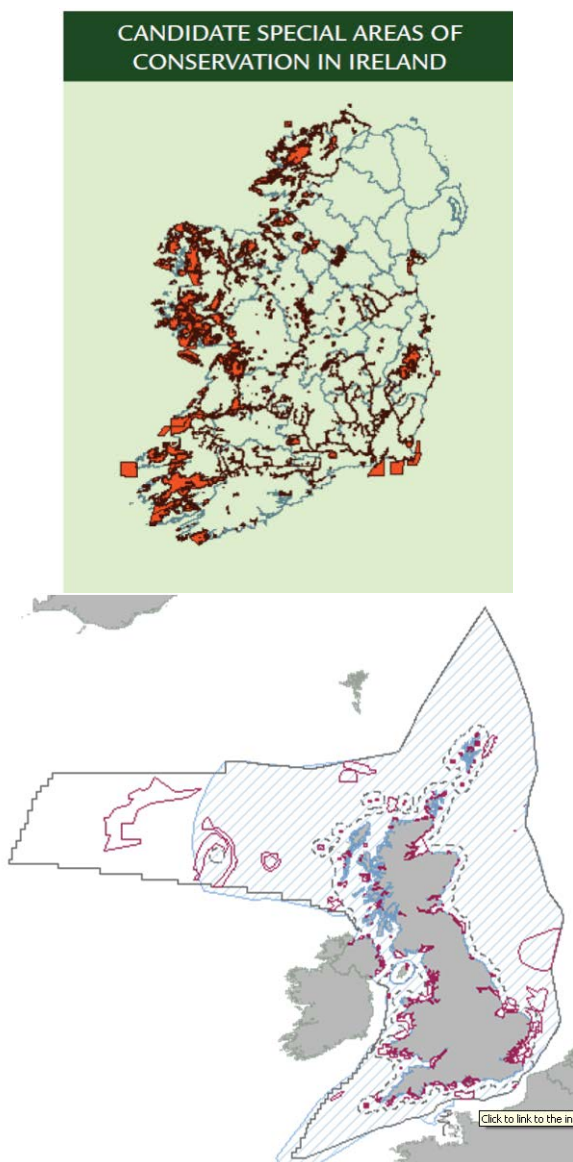 CANDIDATE SPECIAL AREAS OF
CONSERVATION IN IRELAND
Click to link to the in